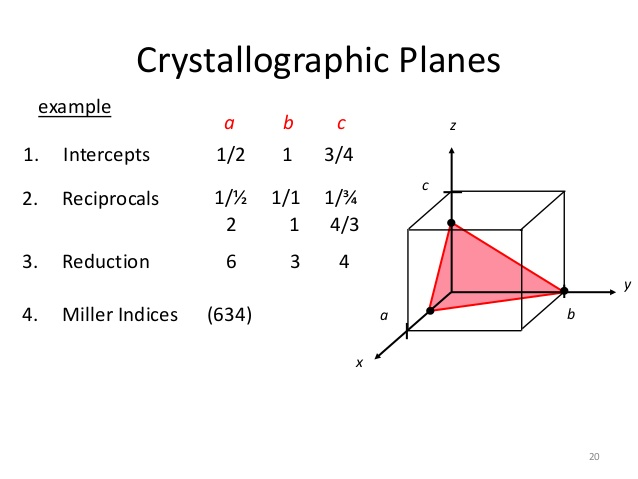 Crystallographic Planes
example
a b c
1. Intercepts 1/2 1 3/4
2. Reciprocals 1/½ 1/1 1/¾
2 1 4/3
3. Reduction 6 3 4
4. Miller Indices (634)
z
c
y
a
b
x
20